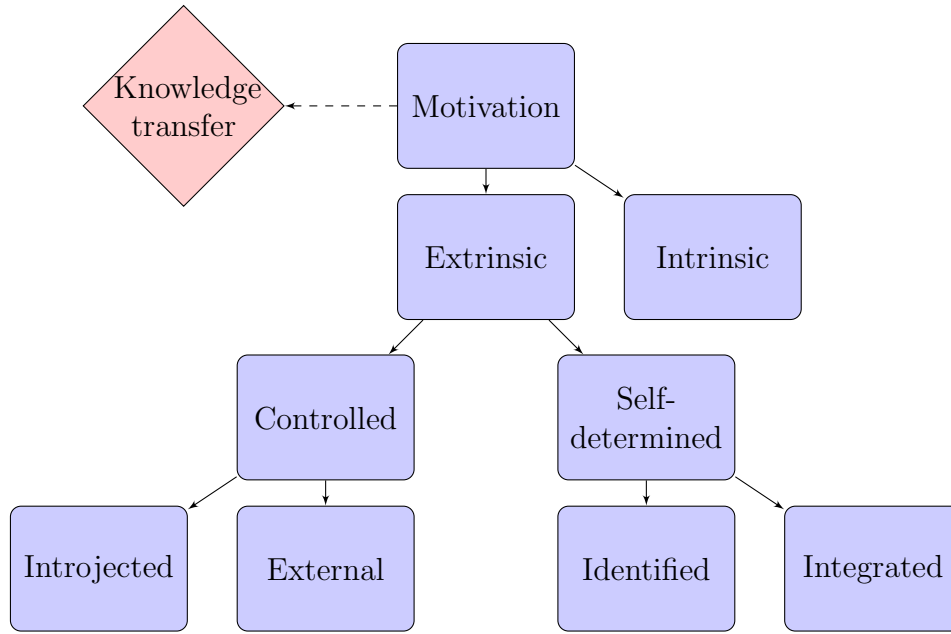 Knowledge
transfer
Motivation
Extrinsic
Intrinsic
Controlled
Self-
determined
Introjected
External
Identified
Integrated